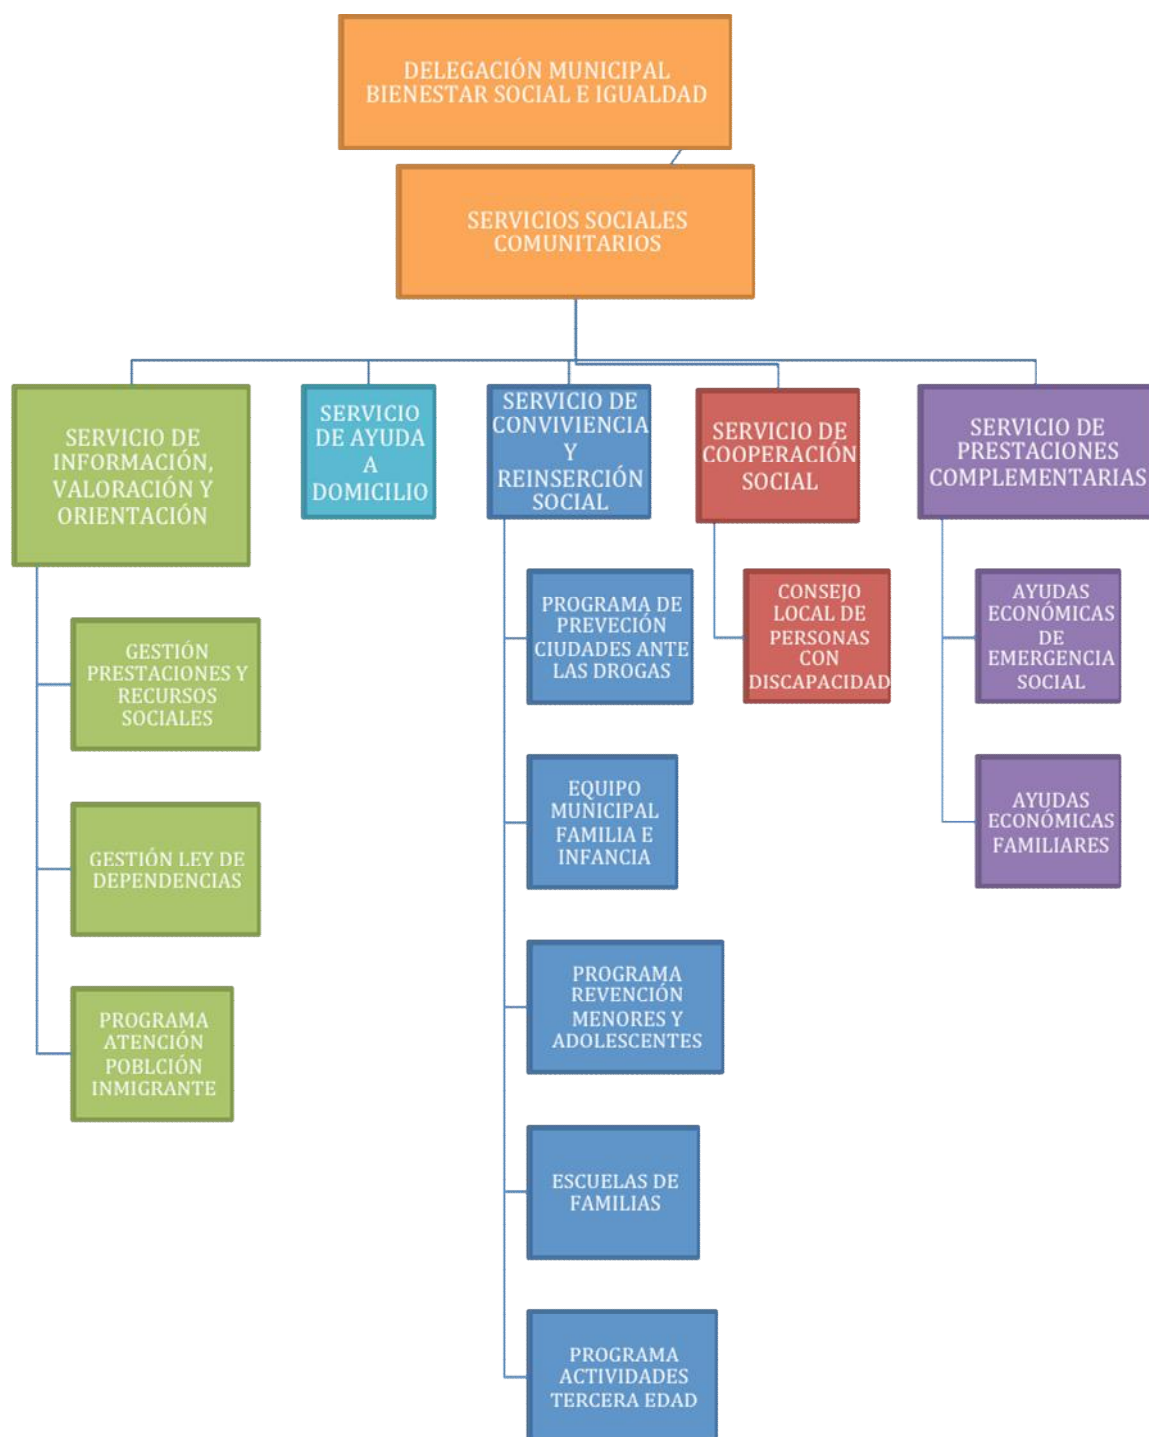 DELEGACIÓN MUNICIPAL
BIENESTAR SOCIAL E IGUALDAD
SERVICIOS SOCIALES
COMUNITARIOS
SERVICIO DE
INFORMACIÓN,
VALORACIÓN Y
ORIENTACIÓN
GESTIÓN
PRESTACIONES Y
RECURSOS
SOCIALES
GESTIÓN LEY DE
DEPENDENCIAS
PROGRAMA
ATENCIÓN
POBLCIÓN
INMIGRANTE
SERVICIO
DE AYUDA
A
DOMICILIO
SERVICIO DE
CONVIVIENCIA
Y
REINSERCIÓN
SOCIAL
PROGRAMA DE
PREVECIÓN
CIUDADES ANTE
LAS DROGAS
EQUIPO
MUNICIPAL
FAMILIA E
INFANCIA
PROGRAMA
REVENCIÓN
MENORES Y
ADOLESCENTES
ESCUELAS DE
FAMILIAS
PROGRAMA
ACTIVIDADES
TERCERA EDAD
SERVICIO DE
COOPERACIÓN
SOCIAL
CONSEJO
LOCAL DE
PERSONAS
CON
DISCAPACIDAD
SERVICIO DE
PRESTACIONES
COMPLEMENTARIAS
AYUDAS
ECONÓMICAS
DE
EMERGENCIA
SOCIAL
AYUDAS
ECONÓMICAS
FAMILIARES